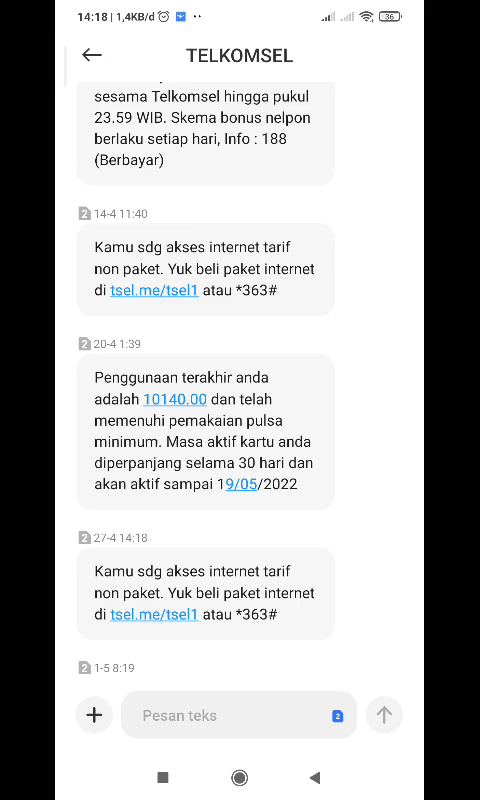 14:18 | 1,4KB/d
36
TELKOMSEL
sesama Telkomsel hingga pukul
23.59 WIB. Skema bonus nelpon
berlaku setiap hari, Info : 188
(Berbayar)
2 14-4 11:40
Kamu sdg akses internet tarif
non paket. Yuk beli paket internet
di tsel.me/tsel1 atau *363#
2 20-4 1:39
Penggunaan terakhir anda
adalah 10140.00 dan telah
memenuhi pemakaian pulsa
minimum. Masa aktif kartu anda
diperpanjang selama 30 hari dan
akan aktif sampai 19/05/2022
2 27-4 14:18
Kamu sdg akses internet tarif
non paket. Yuk beli paket internet
di tsel.me/tsel1 atau *363#
2 1-5 8:19
Pesan teks 2